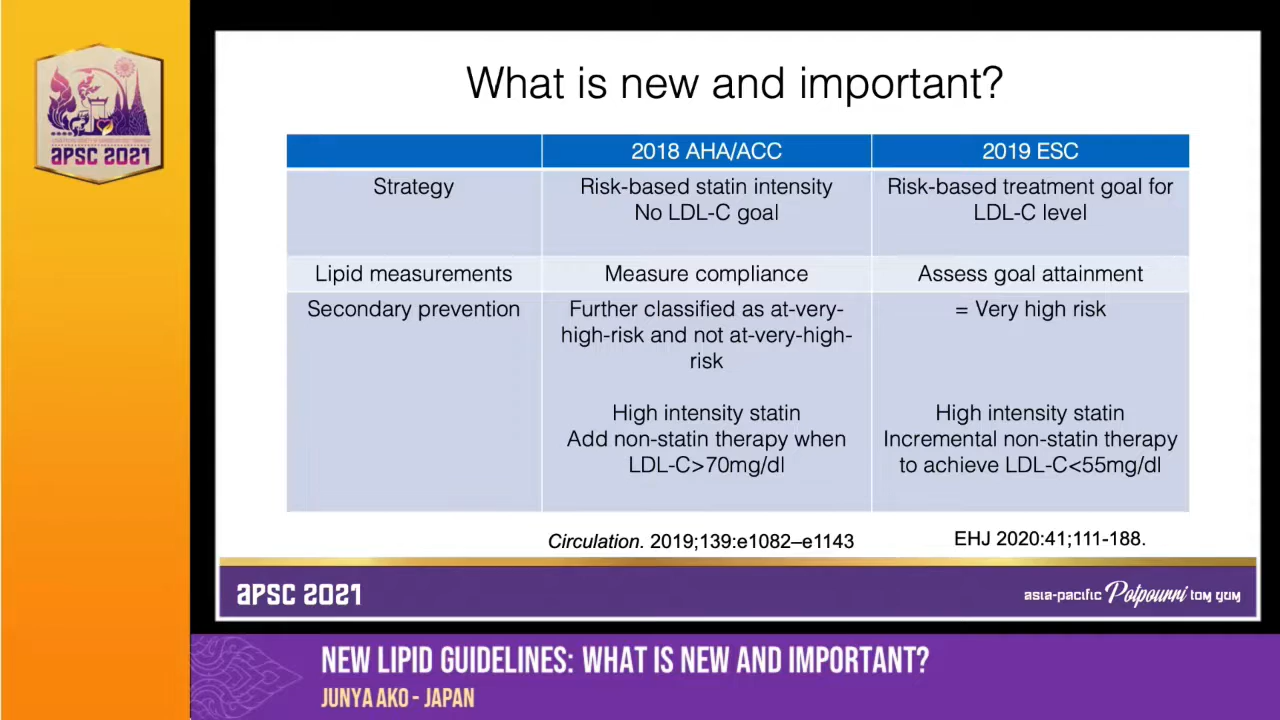 aPSC 2021
What is new and important?
2018 AHA/ACC
2019 ESC
Strategy
Risk-based statin intensity
No LDL-C goal
Risk-based treatment goal for
LDL-C level
Lipid measurements
Measure compliance
Assess goal attainment
Secondary prevention
Further classified as at-very-
high-risk and not at-very-high-
risk
High intensity statin
Add non-statin therapy when
LDL-C>70mg/dl
= Very high risk
High intensity statin
Incremental non-statin therapy
to achieve LDL-C<55mg/dl
Circulation. 2019;139:e1082–e1143
EHJ 2020:41;111-188.
aPSC 2021
asia-pacific Potpourri tom yum
NEW LIPID GUIDELINES: WHAT IS NEW AND IMPORTANT?
JUNYA AKO - JAPAN